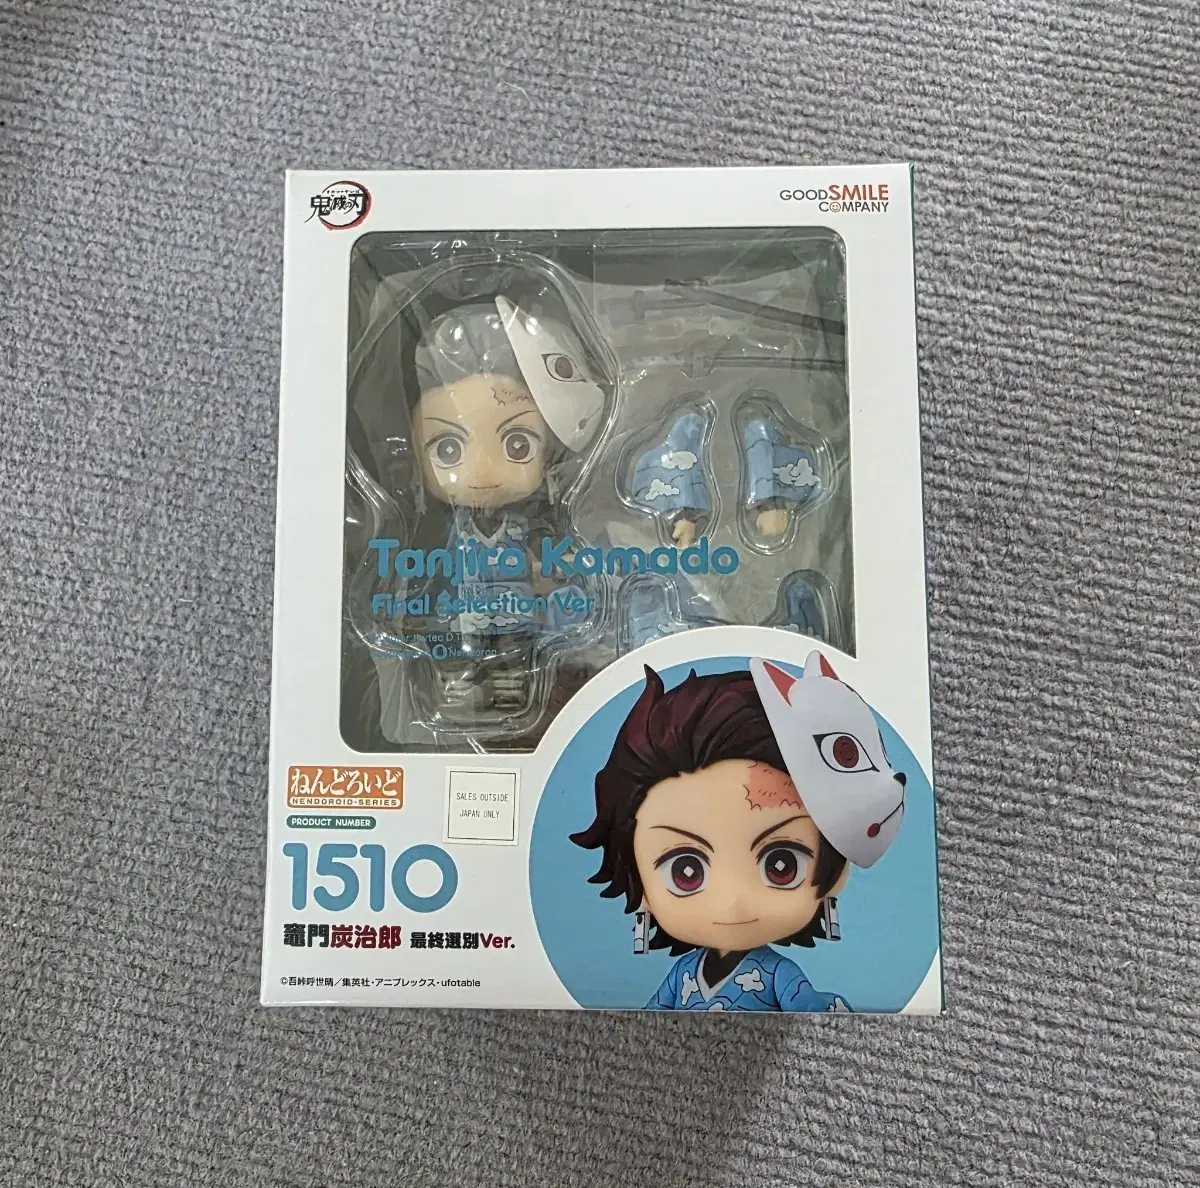 鬼滅の刃
GOODSMILE
COMPANY
Tanjiro Kamado
Final Selection Ver
ねんどろいど
NENDOROID・SERIES
PRODUCT NUMBER
1510
SALES OUTSIDE
JAPAN ONLY
竈門炭治郎 最終選別Ver.
©吾峠呼世晴／集英社・アニプレックス・ufotable